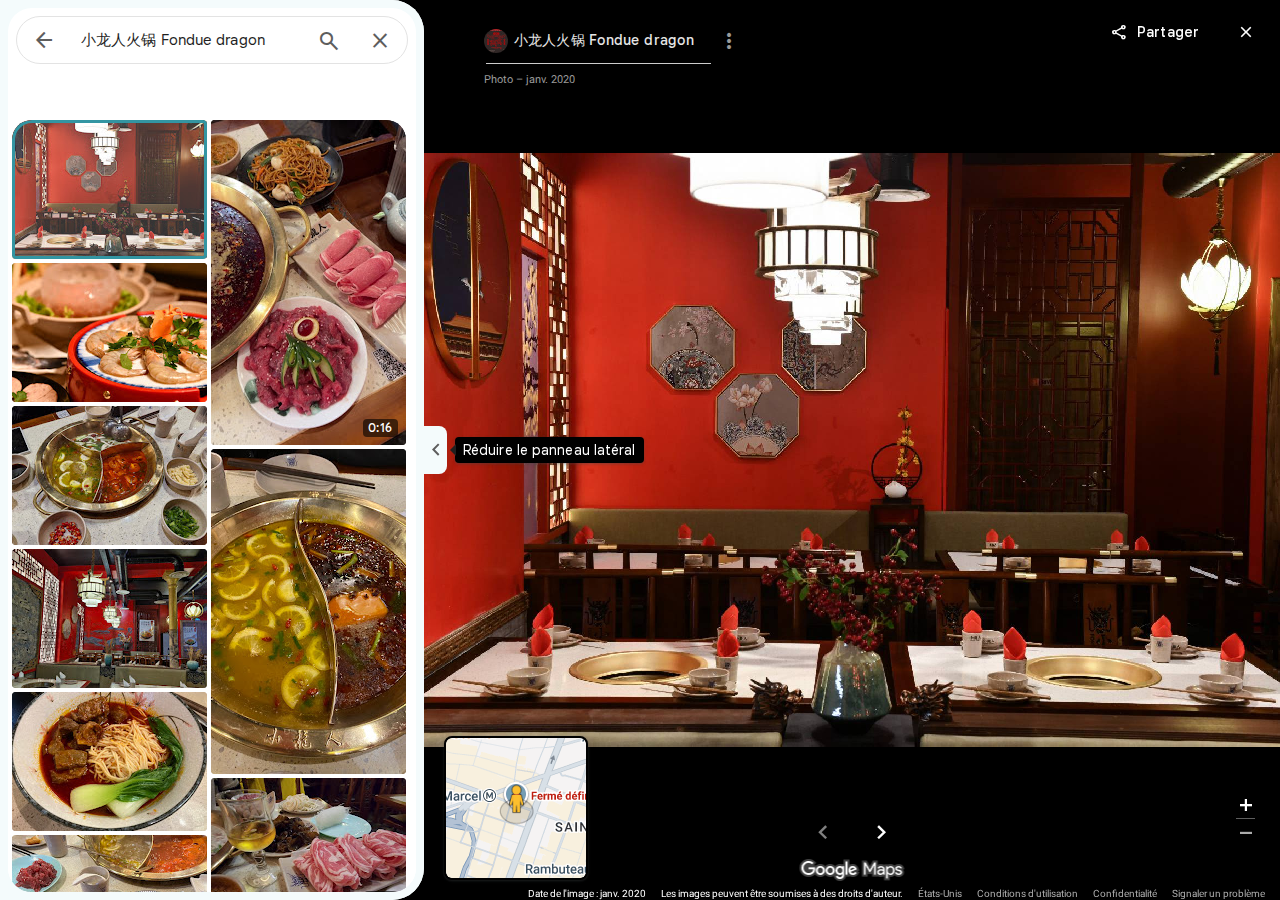 小龙人火锅 Fondue dragon
小龙人火锅 Fondue dragon
Photo – janv. 2020
Partager
0:16
Réduire le panneau latéral
Marcel
M
Fermé défi
SAIN
Rambuteau
Google Maps
Date de l'image : janv. 2020
Les images peuvent être soumises à des droits d'auteur.
États-Unis
Conditions d'utilisation
Confidentialité
Signaler un problème